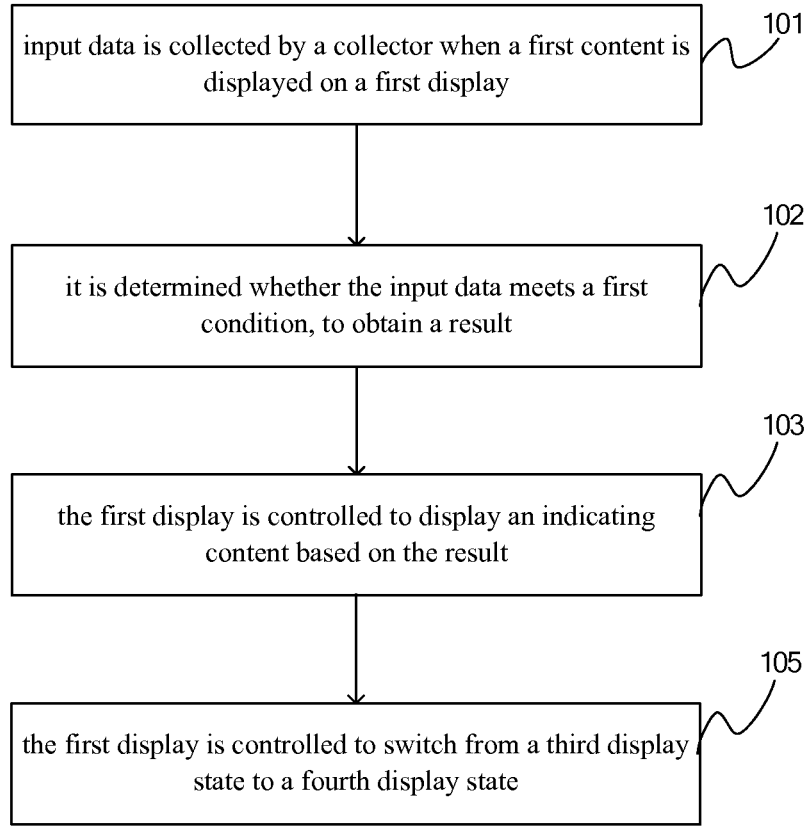 101
input data is collected by a collector when a first content is
displayed on a first display
102
it is determined whether the input data meets a first
condition, to obtain a result
103
the first display is controlled to display an indicating
content based on the result
105
the first display is controlled to switch from a third display
state to a fourth display state